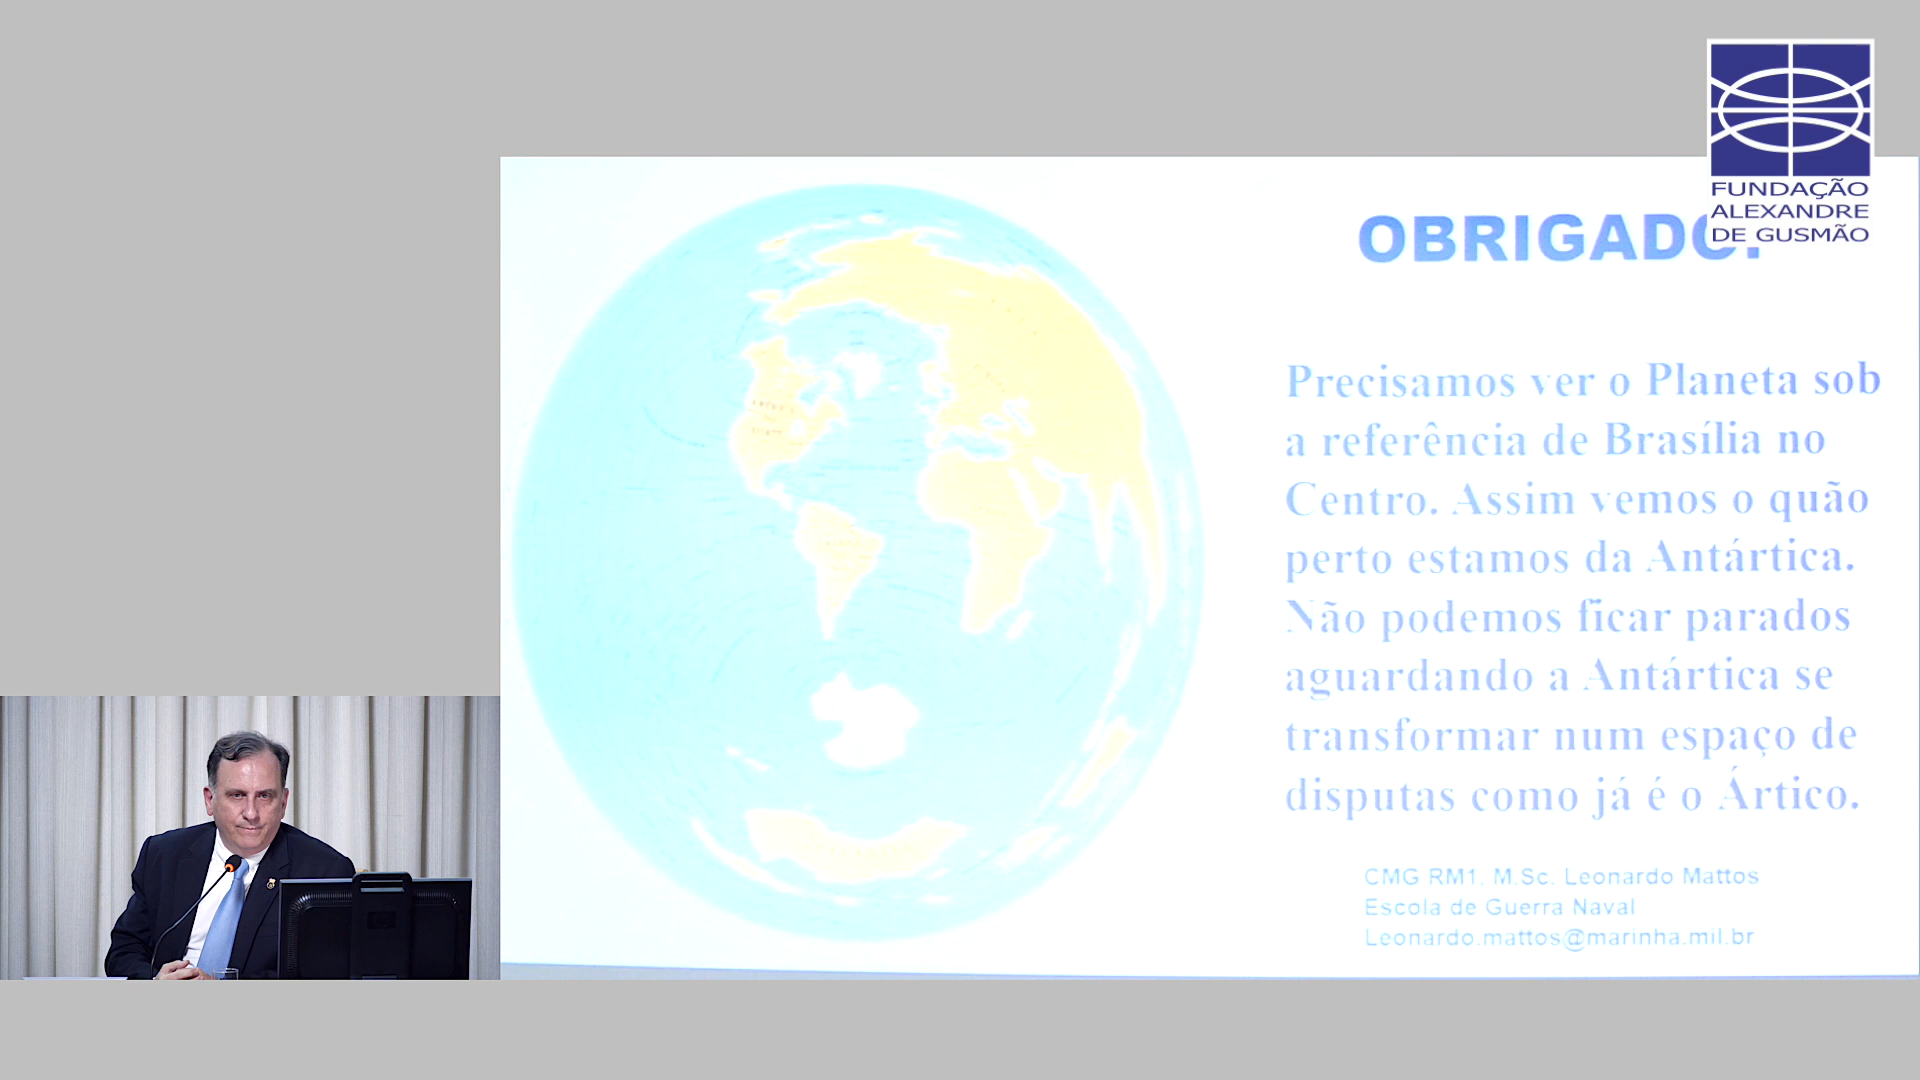 FUNDAÇÃO
ALEXANDRE
DE GUSMÃO
OBRIGADO!
Precisamos ver o Planeta sob
a referência de Brasília no
Centro. Assim vemos o quão
perto estamos da Antártica.
Não podemos ficar parados
aguardando a Antártica se
transformar num espaço de
disputas como já é o Ártico.
CMG RM1, M.Sc. Leonardo Mattos
Escola de Guerra Naval
Leonardo.mattos@marinha.mil.br